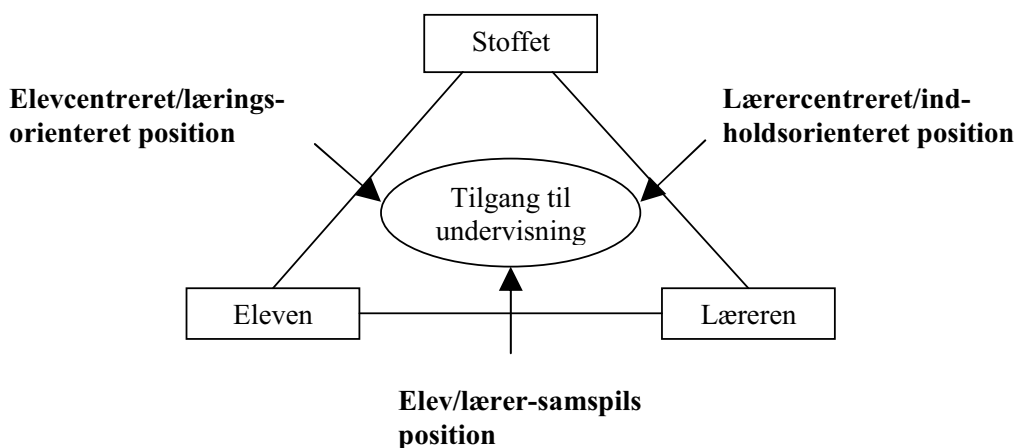 Stoffet
Elevcentreret/lærings-
orienteret position
Lærercentreret/ind-
holdsorienteret position
Tilgang til
undervisning
Eleven
Læreren
Elev/lærer-samspils
position